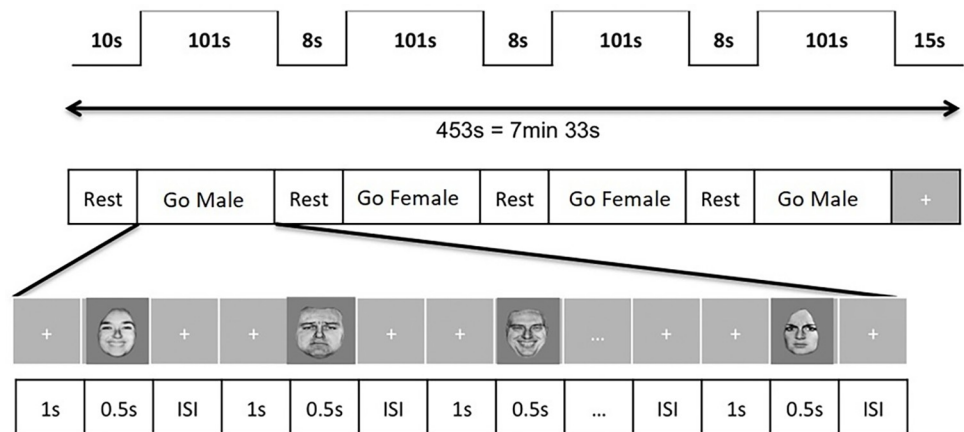 10s 101s 8s 101s 8s 101s 8s 101s 15s
453s = 7min 33s
Rest Go Male Rest Go Female Rest Go Female Rest Go Male +
+ + + + + ... + + +
1s 0.5s ISI 1s 0.5s ISI 1s 0.5s ... ISI 1s 0.5s ISI